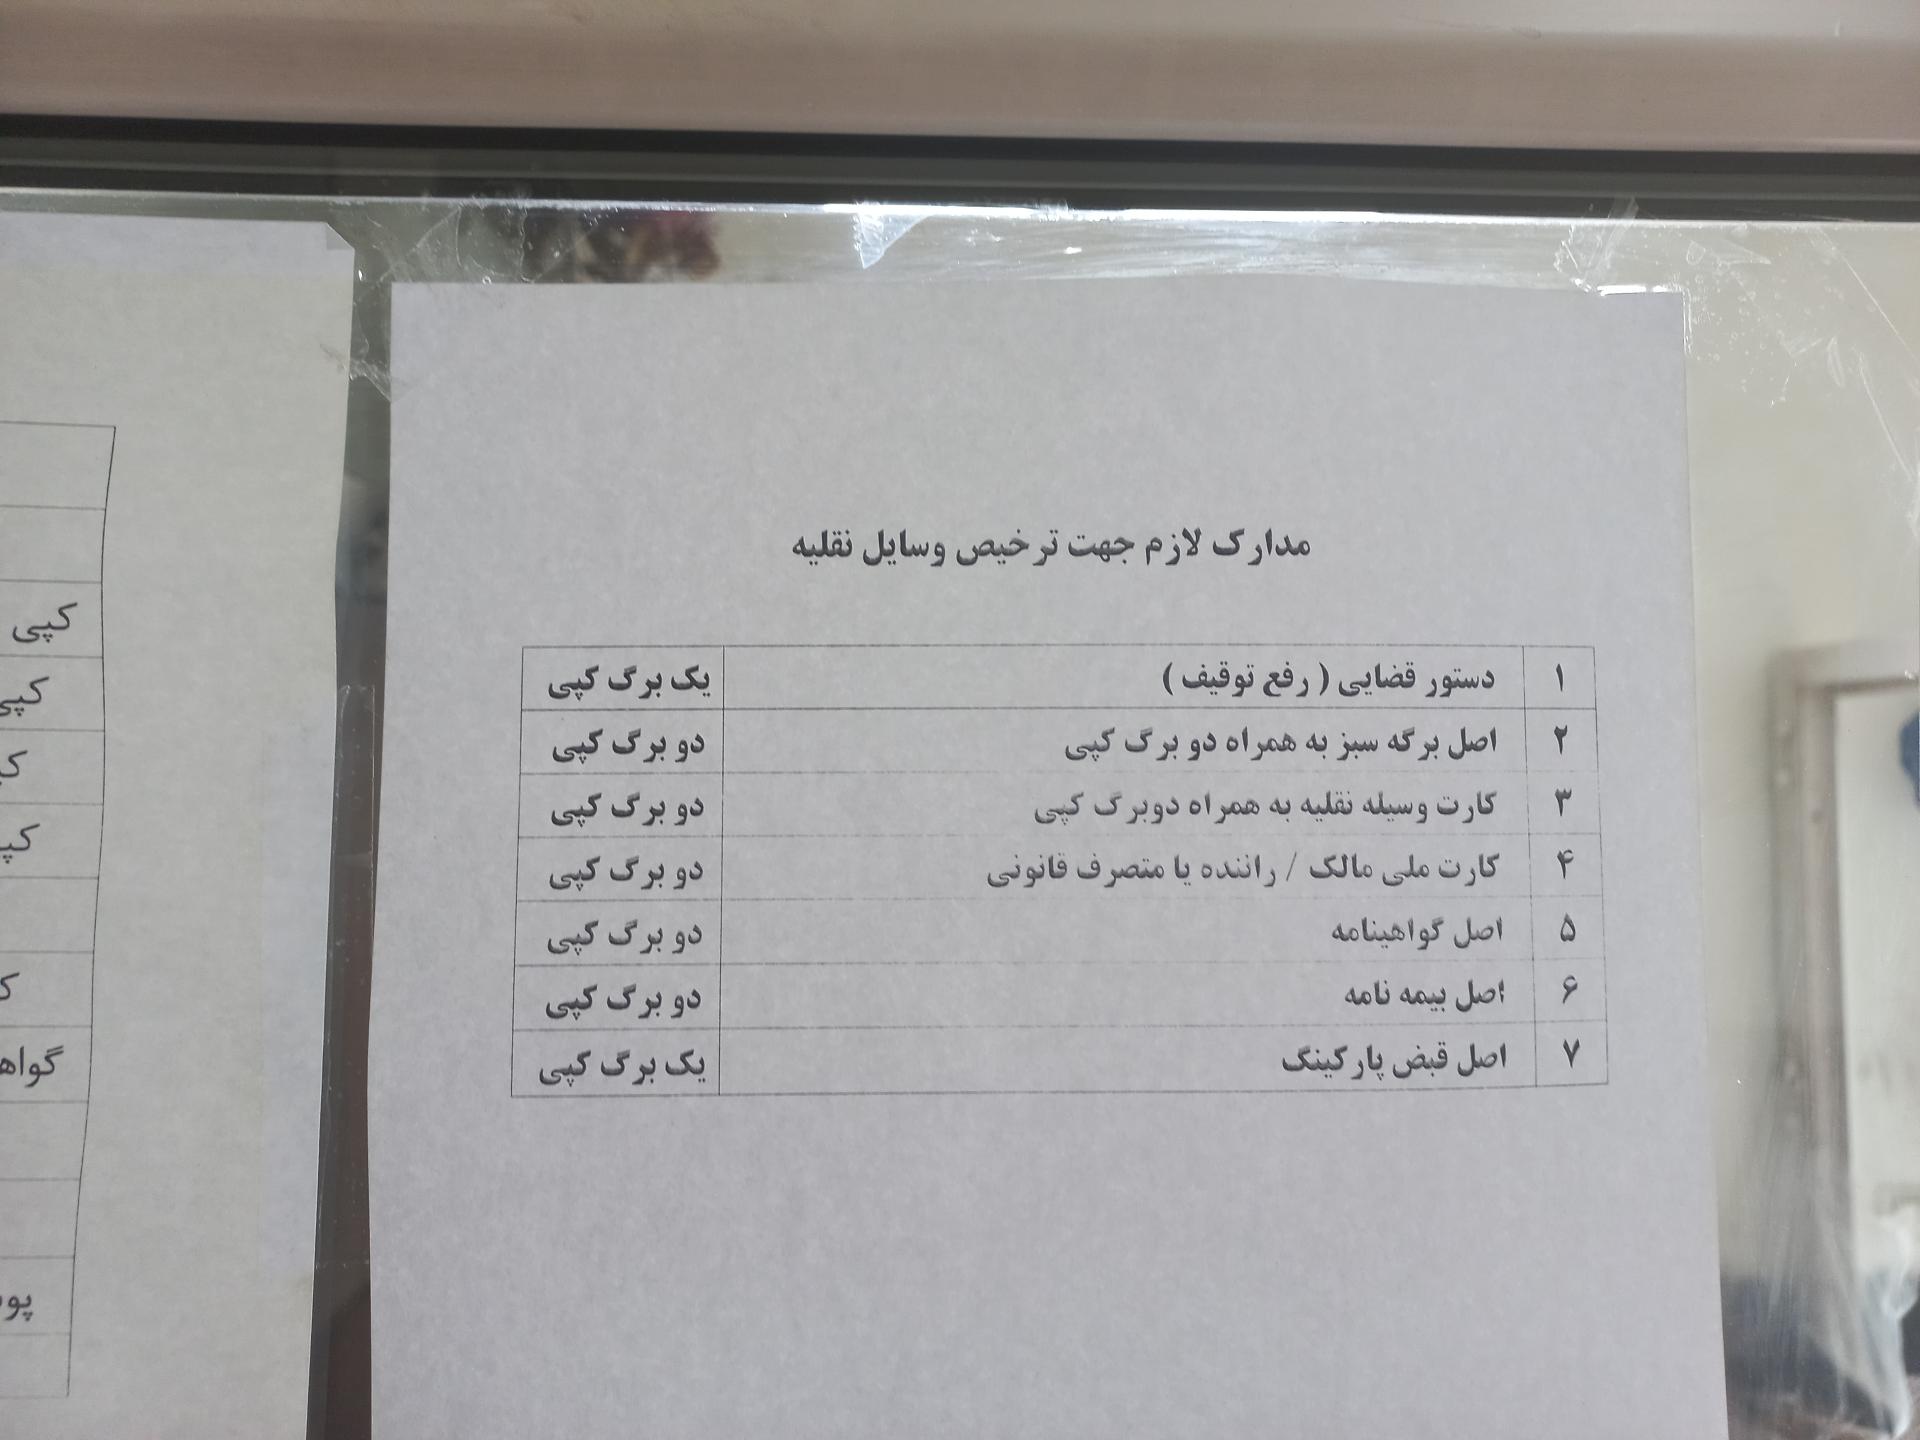 مدارک لازم جهت ترخیص وسایل نقلیه
۱ دستور قضایی ( رفع توقیف ) یک برگ کپی
۲ اصل برگه سبز به همراه دو برگ کپی دو برگ کپی
۳ کارت وسیله نقلیه به همراه دوبرگ کپی دو برگ کپی
۴ کارت ملی مالک / راننده یا متصرف قانونی دو برگ کپی
۵ اصل گواهینامه دو برگ کپی
۶ اصل بیمه نامه دو برگ کپی
۷ اصل قبض پارکینگ یک برگ کپی
کپی
کپی